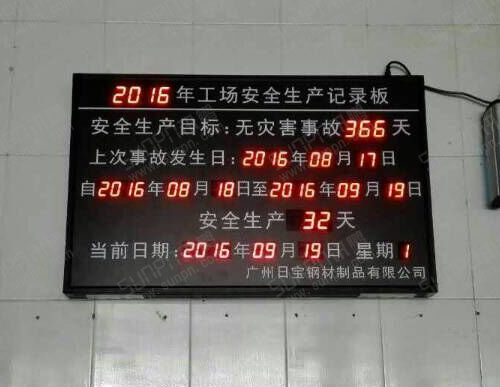 2016年工场安全生产记录板
安全生产目标:无灾害事故366天
上次事故发生日:2016年08月17日
自2016年08月18日至2016年09月19日
安全生产 32天
当前日期:2016年09月19日 星期1
广州日宝钢材制品有限公司